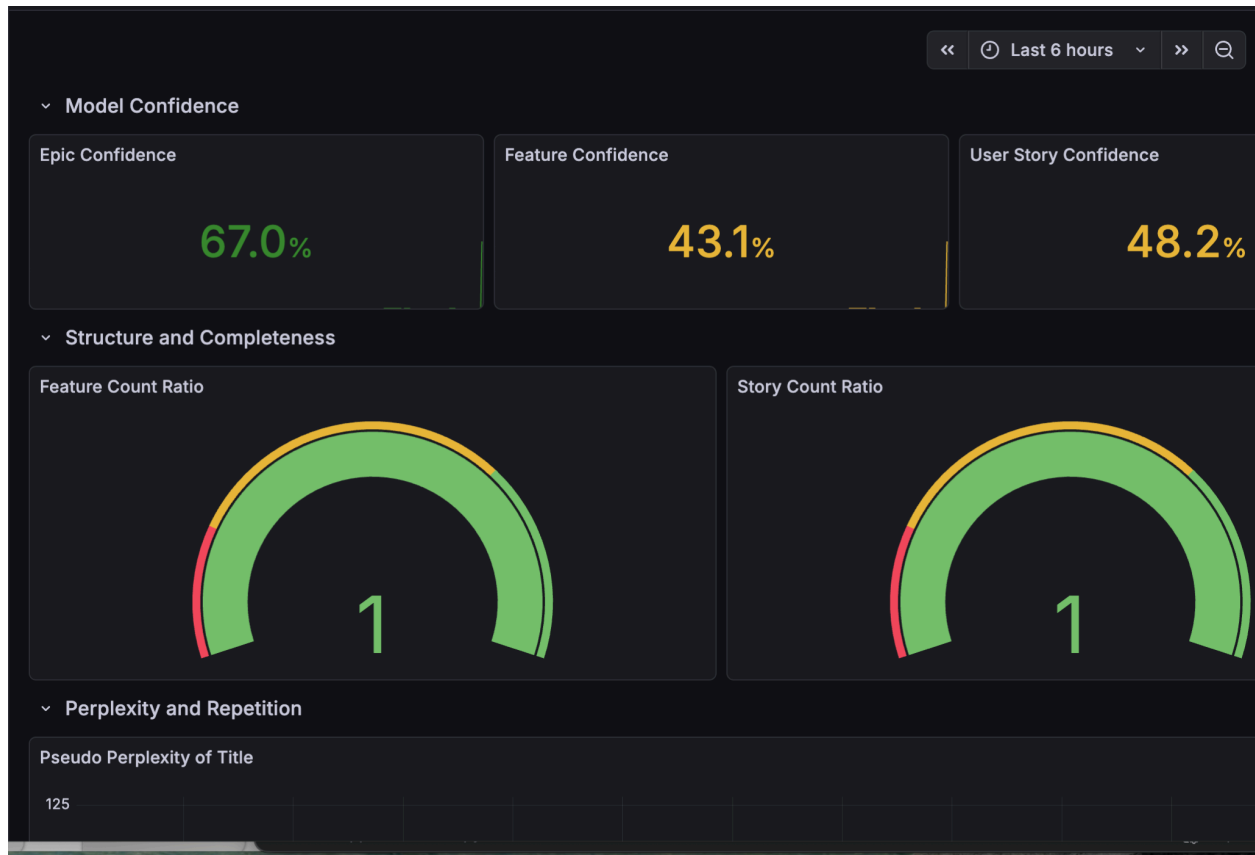 Last 6 hours
Model Confidence
Epic Confidence
Feature Confidence
User Story Confidence
67.0%
43.1%
48.2%
Structure and Completeness
Feature Count Ratio
Story Count Ratio
1
1
Perplexity and Repetition
Pseudo Perplexity of Title
125